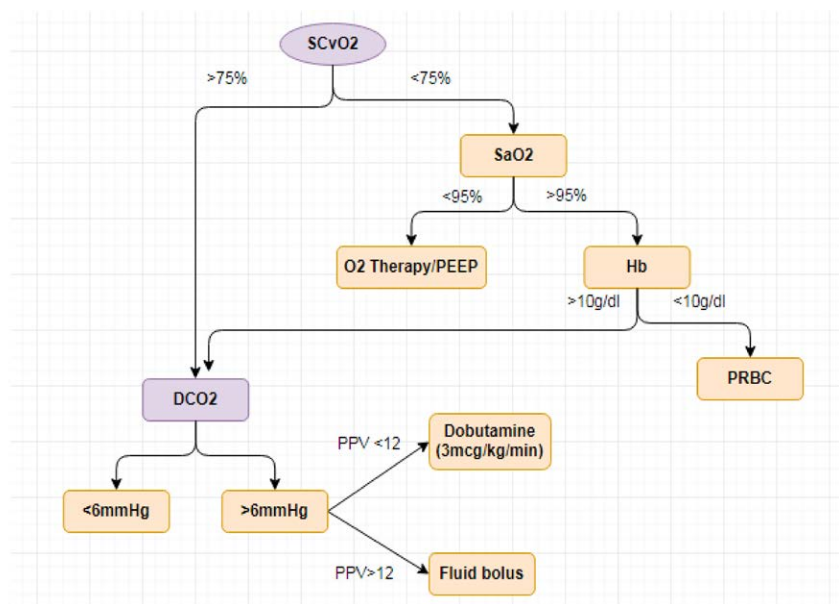 SCvO2
>75%
<75%
SaO2
<95%
>95%
O2 Therapy/PEEP
Hb
>10g/dl
<10g/dl
PRBC
DCO2
PPV <12
Dobutamine
(3mcg/kg/min)
<6mmHg
>6mmHg
PPV>12
Fluid bolus